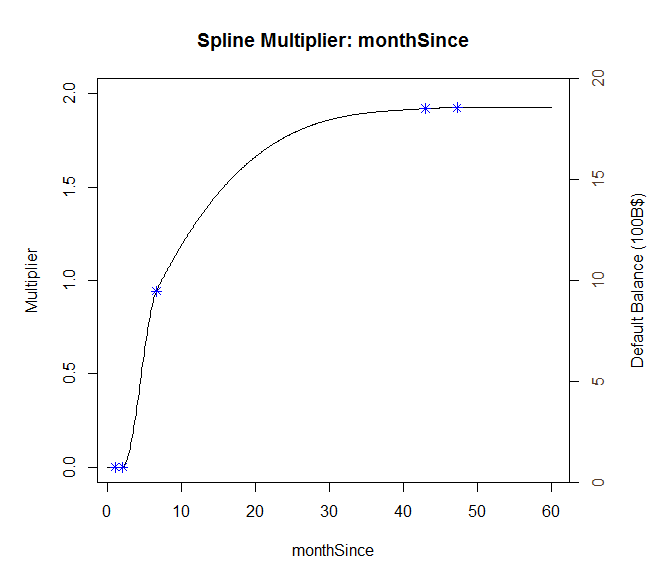 Spline Multiplier: monthSince
Multiplier
0.0 0.5 1.0 1.5 2.0
0 5 10 15 20
Default Balance (100B$)
0 10 20 30 40 50 60
monthSince